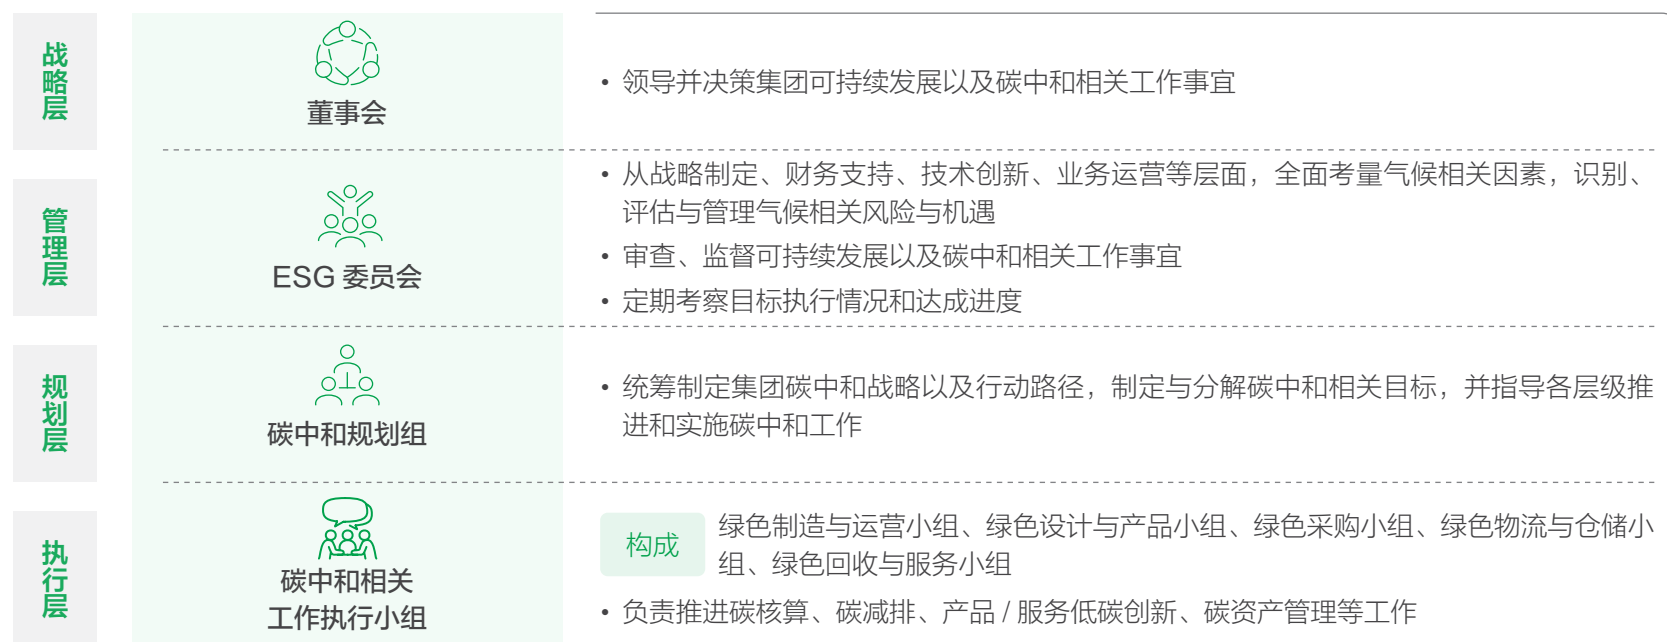 战略层
董事会
• 领导并决策集团可持续发展以及碳中和相关工作事宜
管理层
ESG 委员会
• 从战略制定、财务支持、技术创新、业务运营等层面，全面考量气候相关因素，识别、
评估与管理气候相关风险与机遇
• 审查、监督可持续发展以及碳中和相关工作事宜
• 定期考察目标执行情况和达成进度
规划层
碳中和规划组
• 统筹制定集团碳中和战略以及行动路径，制定与分解碳中和相关目标，并指导各层级推
进和实施碳中和工作
执行层
碳中和相关
工作执行小组
构成
绿色制造与运营小组、绿色设计与产品小组、绿色采购小组、绿色物流与仓储小
组、绿色回收与服务小组
• 负责推进碳核算、碳减排、产品 / 服务低碳创新、碳资产管理等工作